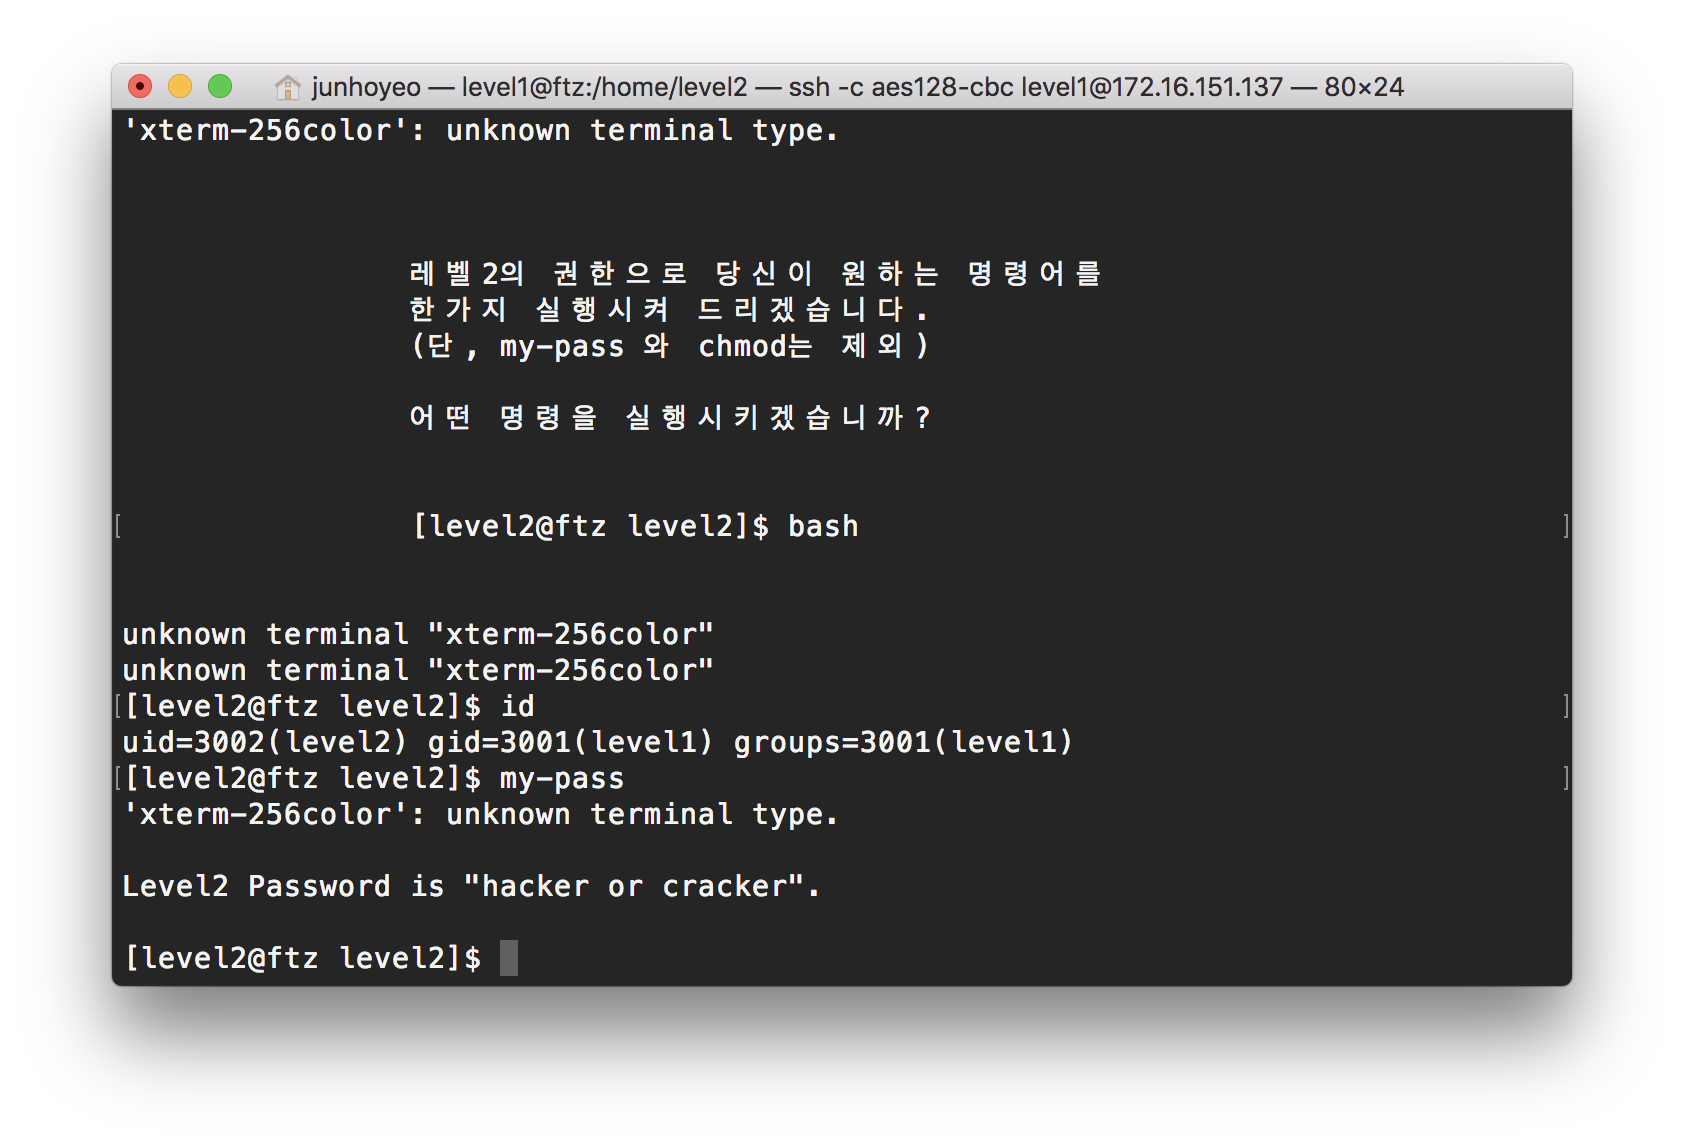 junhoyeo — level1@ftz:/home/level2 — ssh -c aes128-cbc level1@172.16.151.137 — 80×24
'xterm-256color': unknown terminal type.
레벨2의 권한으로 당신이 원하는 명령어를
한가지 실행시켜 드리겠습니다.
(단, my-pass 와 chmod는 제외)
어떤 명령을 실행시키겠습니까?
[level2@ftz level2]$ bash
unknown terminal "xterm-256color"
unknown terminal "xterm-256color"
[level2@ftz level2]$ id
uid=3002(level2) gid=3001(level1) groups=3001(level1)
[level2@ftz level2]$ my-pass
'xterm-256color': unknown terminal type.
Level2 Password is "hacker or cracker".
[level2@ftz level2]$